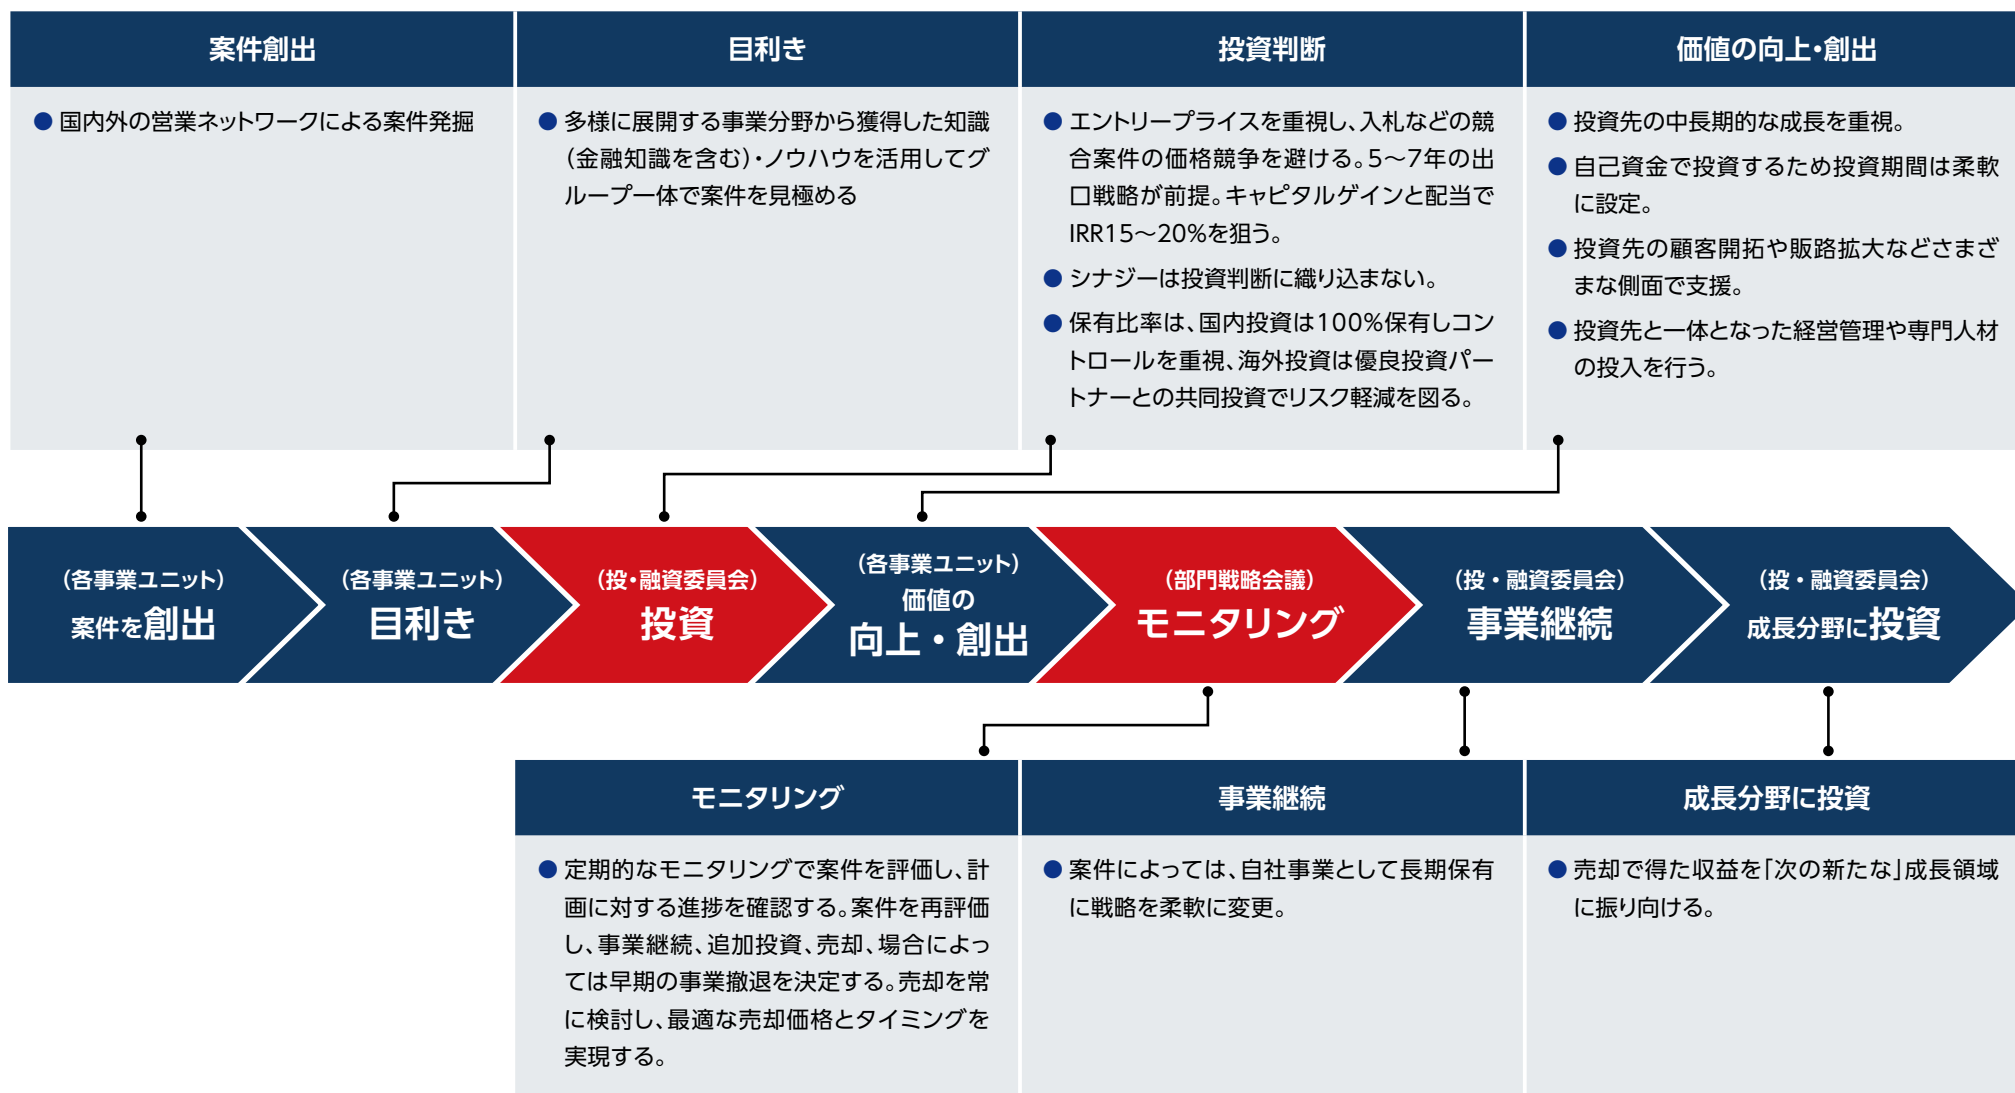 案件創出
● 国内外の営業ネットワークによる案件発掘
目利き
● 多様に展開する事業分野から獲得した知識
(金融知識を含む)・ノウハウを活用してグ
ループ一体で案件を見極める
投資判断
● エントリープライスを重視し、入札などの競
合案件の価格競争を避ける。5〜7年の出
口戦略が前提。キャピタルゲインと配当で
IRR15〜20%を狙う。
● シナジーは投資判断に織り込まない。
● 保有比率は、国内投資は100%保有しコン
トロールを重視、海外投資は優良投資パー
トナーとの共同投資でリスク軽減を図る。
価値の向上・創出
● 投資先の中長期的な成長を重視。
● 自己資金で投資するため投資期間は柔軟
に設定。
● 投資先の顧客開拓や販路拡大などさまざ
まな側面で支援。
● 投資先と一体となった経営管理や専門人材
の投入を行う。
(各事業ユニット)
案件を創出
(各事業ユニット)
目利き
(投・融資委員会)
投資
(各事業ユニット)
価値の
向上・創出
(部門戦略会議)
モニタリング
(投・融資委員会)
事業継続
(投・融資委員会)
成長分野に投資
モニタリング
● 定期的なモニタリングで案件を評価し、計
画に対する進捗を確認する。案件を再評価
し、事業継続、追加投資、売却、場合によっ
ては早期の事業撤退を決定する。売却を常
に検討し、最適な売却価格とタイミングを
実現する。
事業継続
● 案件によっては、自社事業として長期保有
に戦略を柔軟に変更。
成長分野に投資
● 売却で得た収益を「次の新たな」成長領域
に振り向ける。